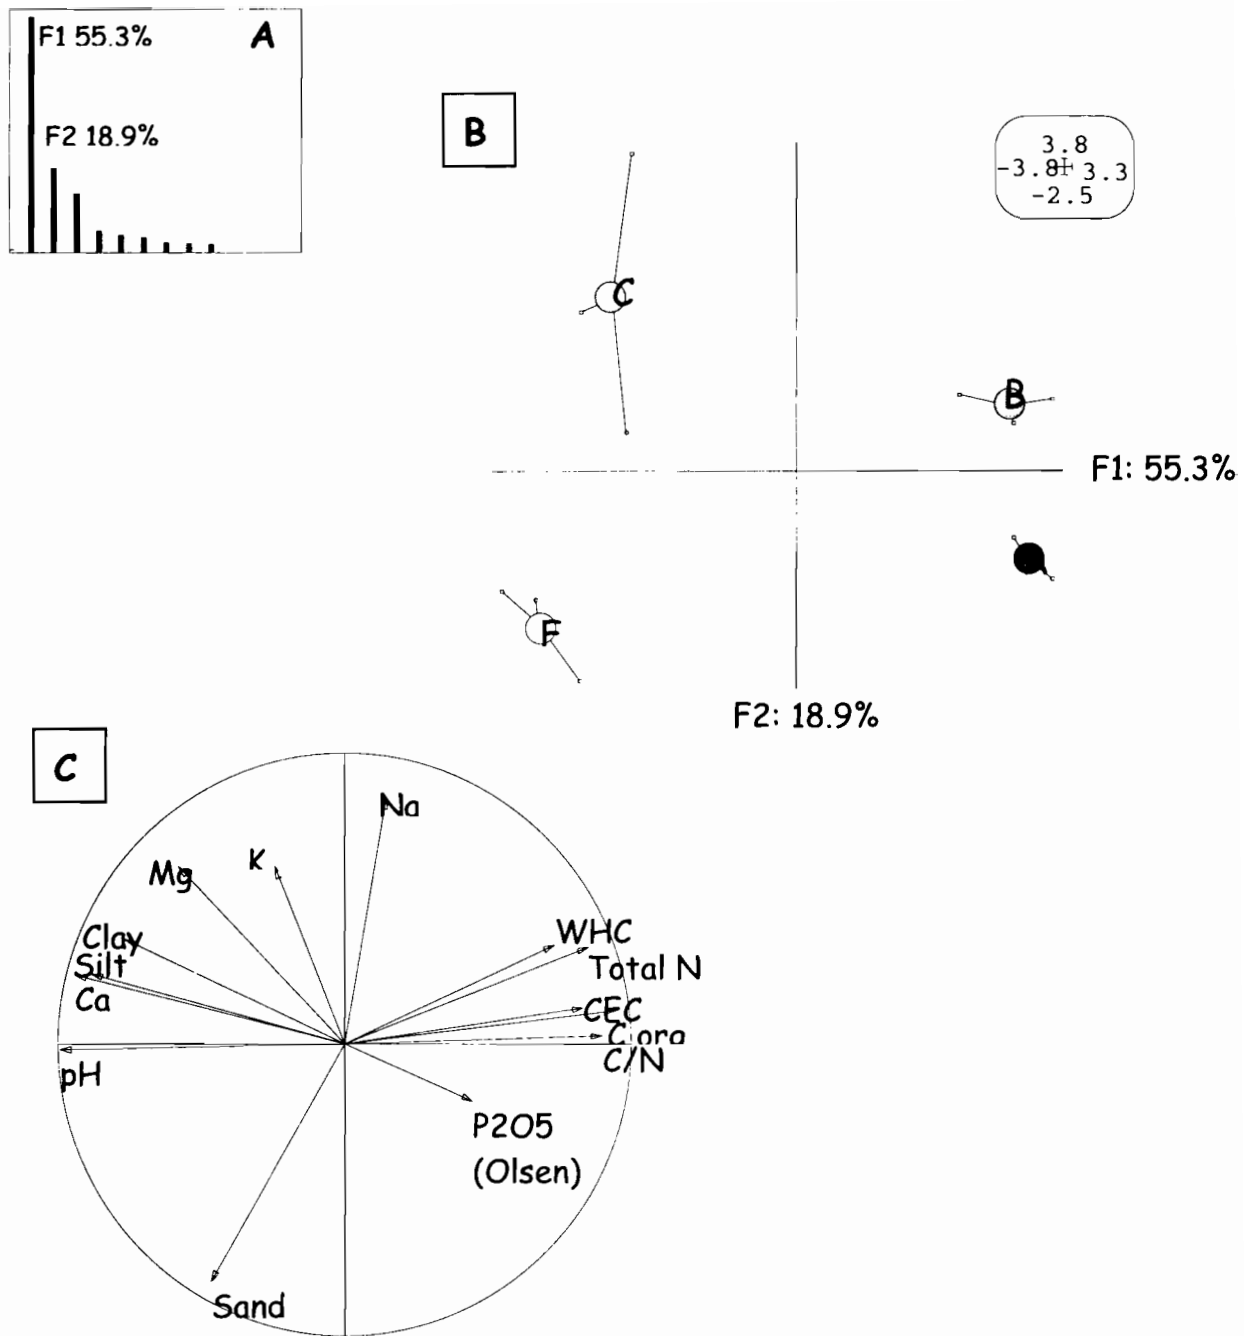 F1 55.3%
A
F2 18.9%
B
3.8
-3.8 3.3
-2.5
C
B
F1: 55.3%
F
F2: 18.9%
C
Na
K
Mg
WHC
Clay
Silt
Total N
Ca
CEC
C org
C/N
pH
P2O5
(Olsen)
Sand